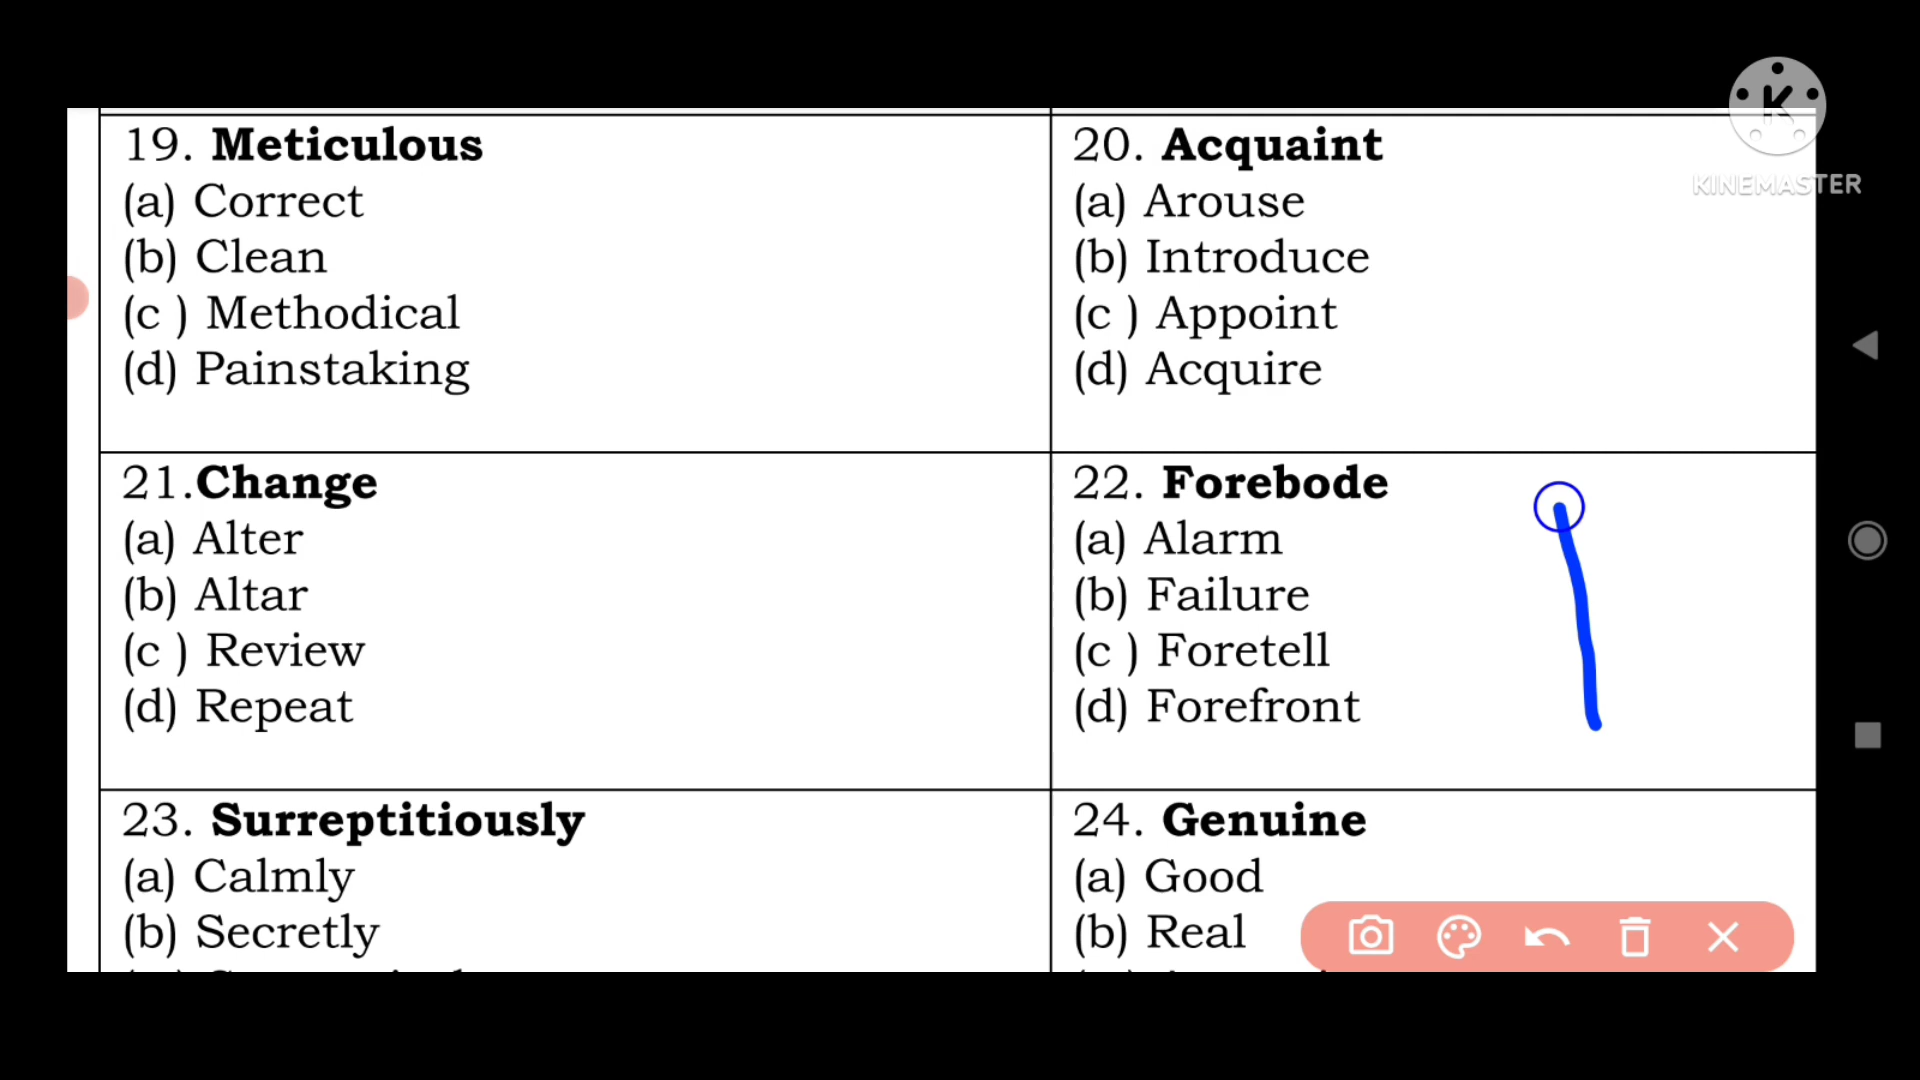 19. Meticulous
(a) Correct
(b) Clean
(c ) Methodical
(d) Painstaking
20. Acquaint
(a) Arouse
(b) Introduce
(c ) Appoint
(d) Acquire
21.Change
(a) Alter
(b) Altar
(c ) Review
(d) Repeat
22. Forebode
(a) Alarm
(b) Failure
(c ) Foretell
(d) Forefront
23. Surreptitiously
(a) Calmly
(b) Secretly
24. Genuine
(a) Good
(b) Real
K
KINEMASTER